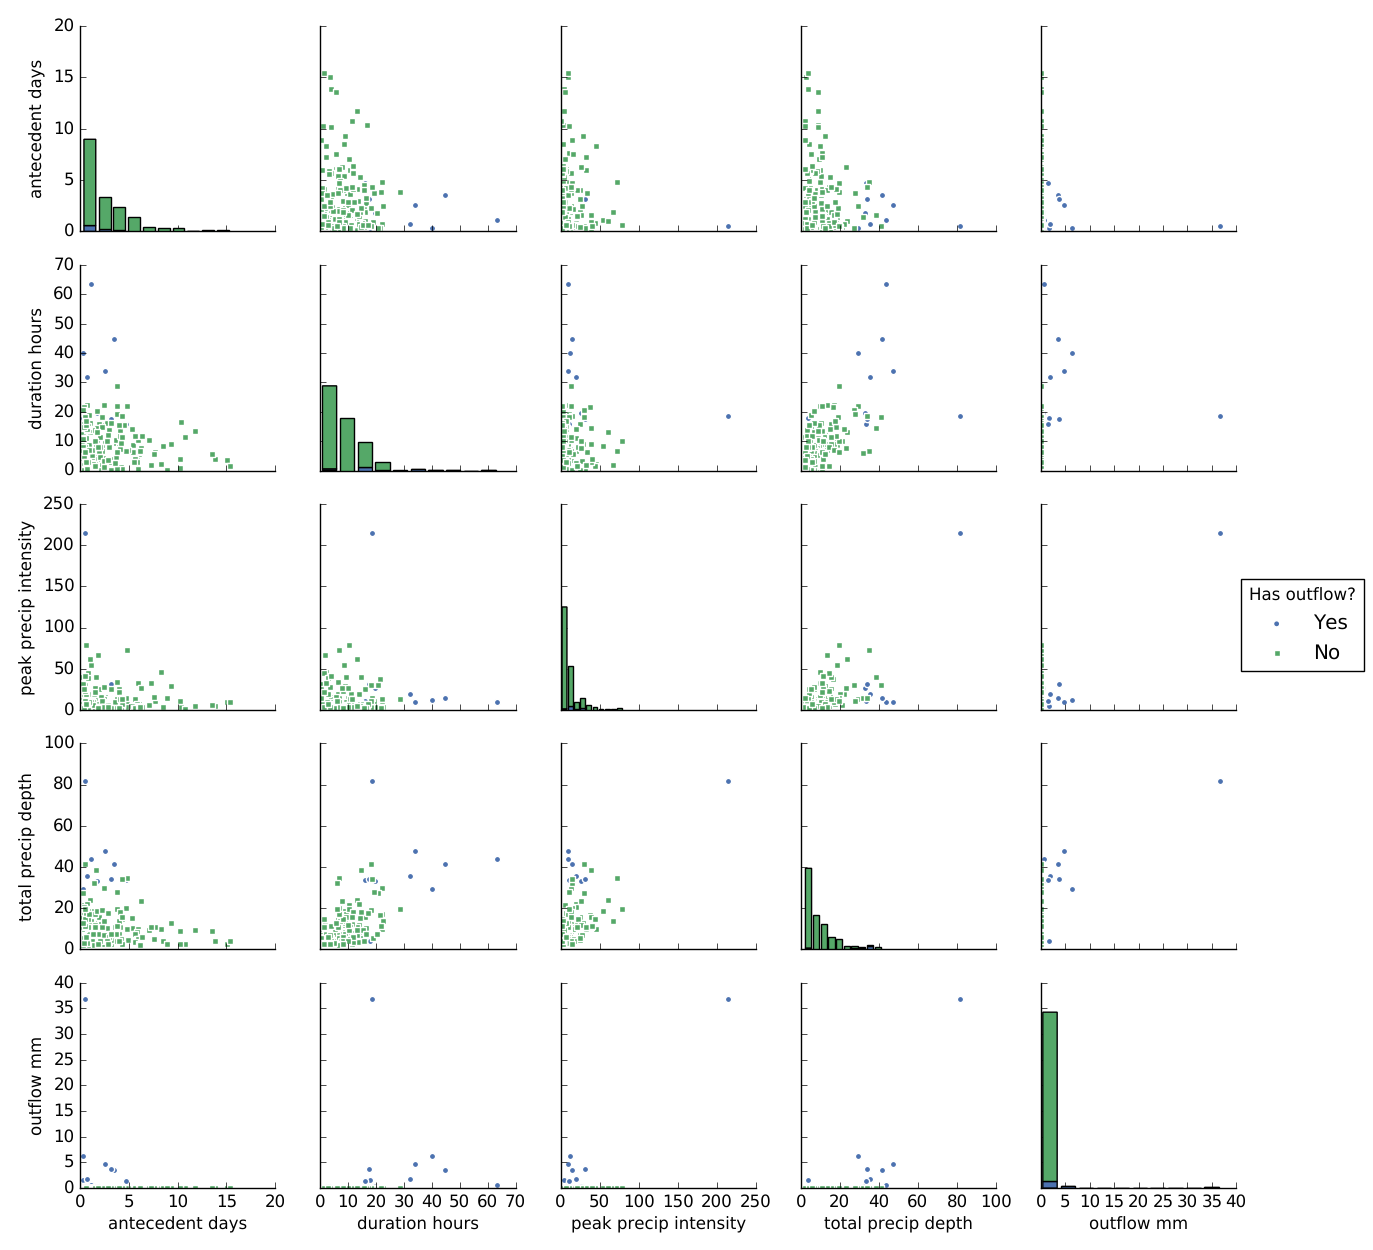 20
15
10
5
0
antecedent days
70
60
50
40
30
20
10
0
duration hours
250
200
150
100
50
0
peak precip intensity
Has outflow?
Yes
No
100
80
60
40
20
0
total precip depth
40
35
30
25
20
15
10
5
0
outflow mm
0 5 10 15 20
0 10 20 30 40 50 60 70
0 50 100 150 200 250
0 20 40 60 80 100
0 5 10 15 20 25 30 35 40
antecedent days
duration hours
peak precip intensity
total precip depth
outflow mm